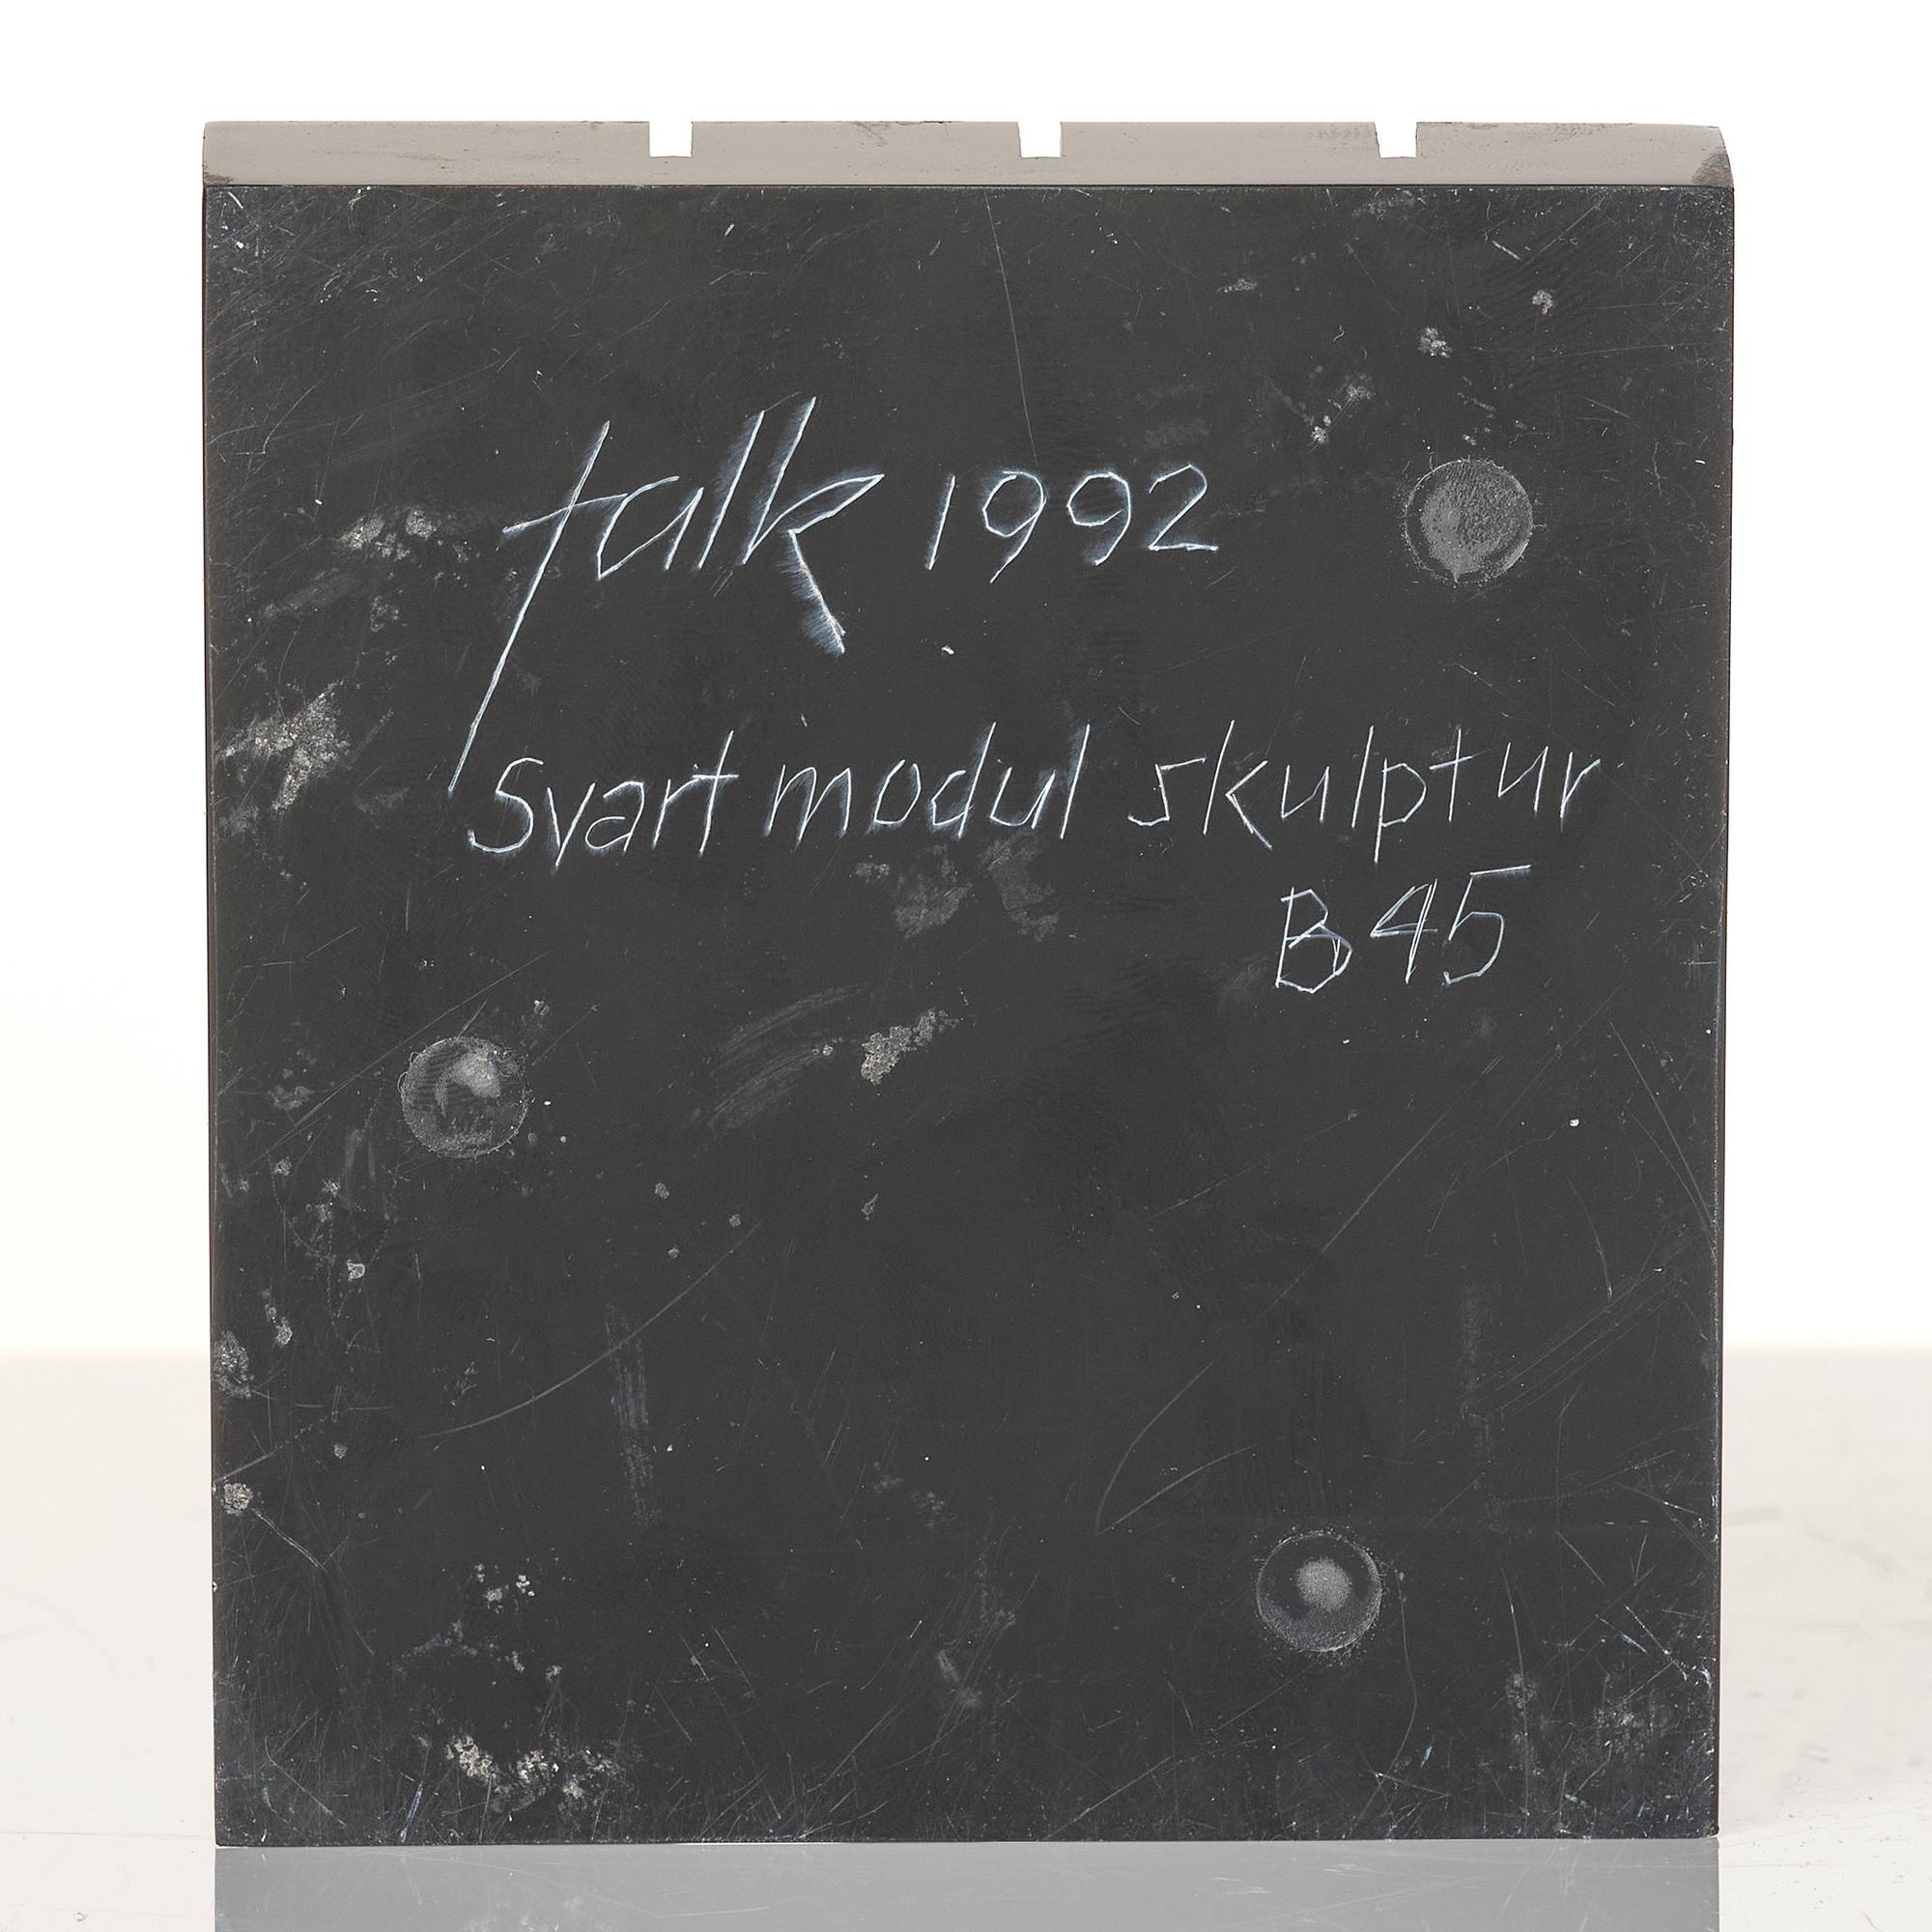 falk 1992
Svart modul skulptur
B45